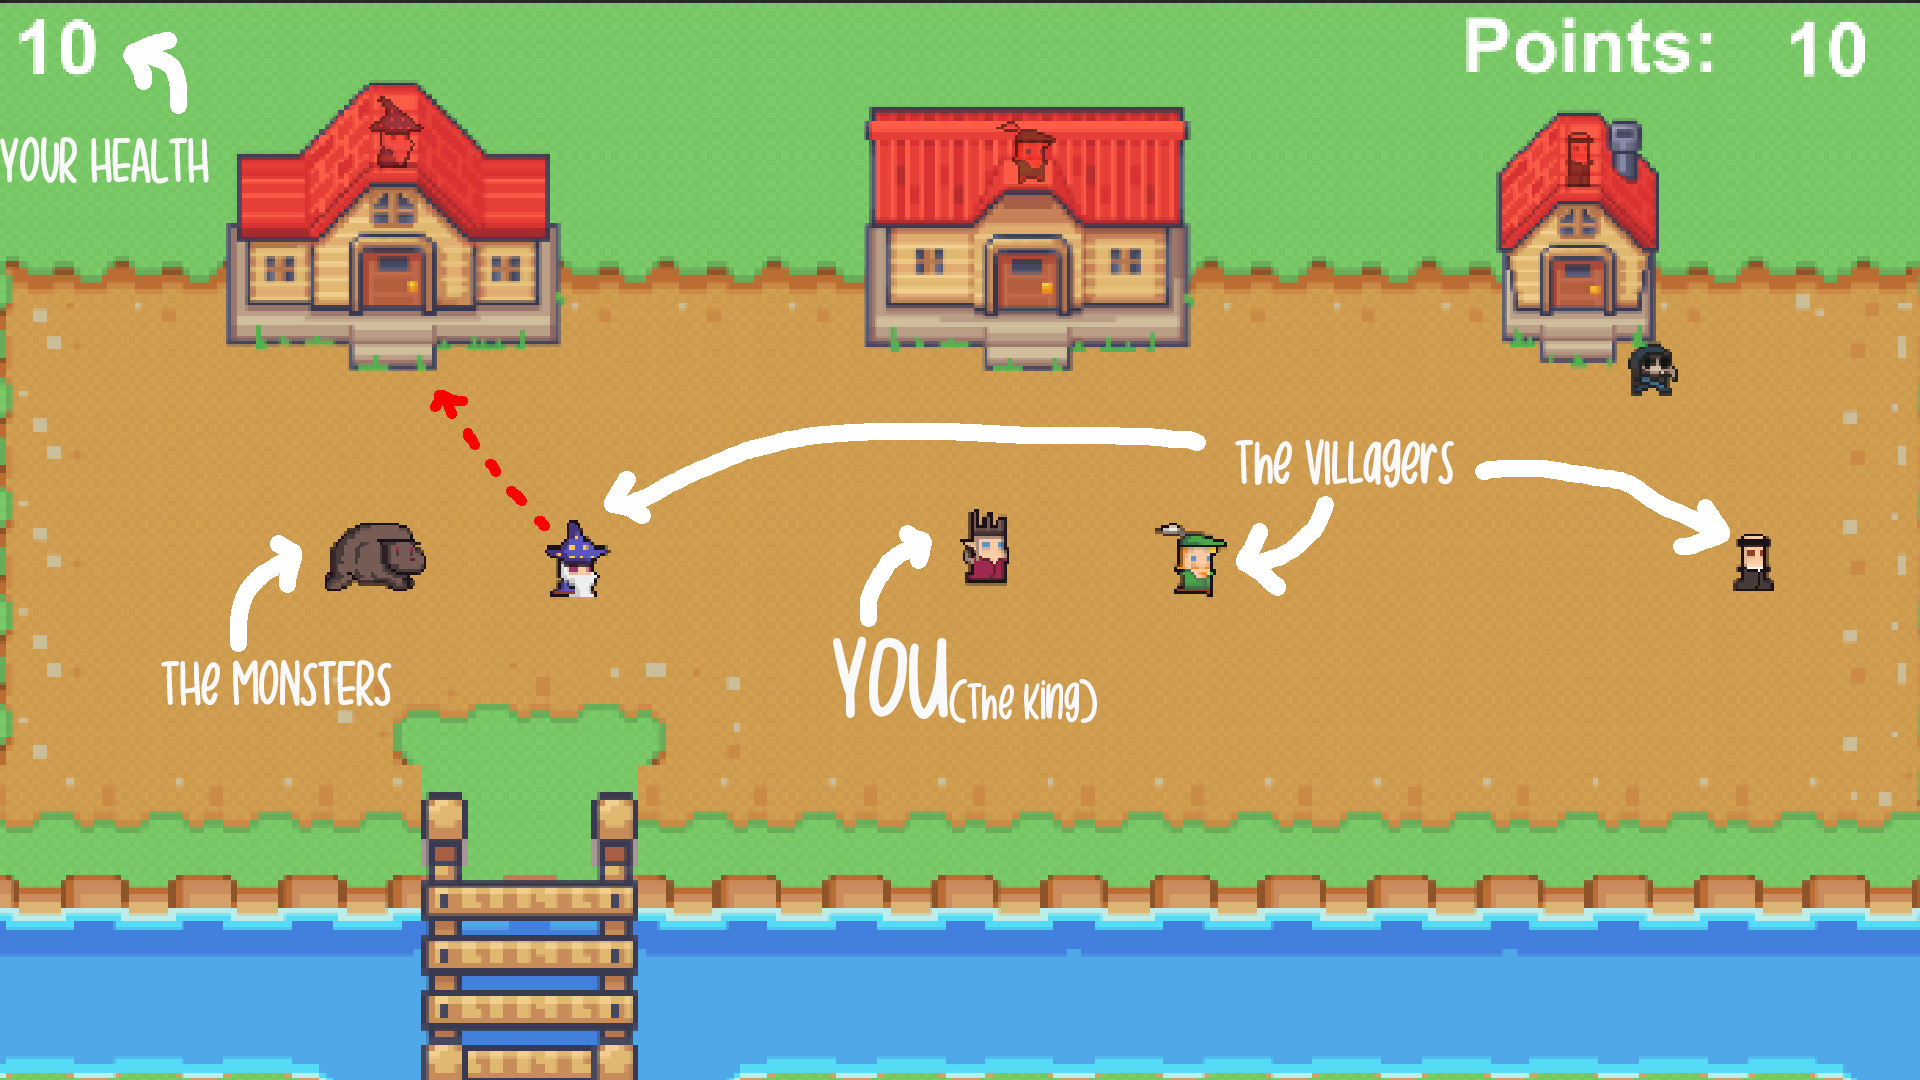 10
Points: 10
YOUR HEALTH
The VILLagers
THe MONSTERS
YOU(The King)